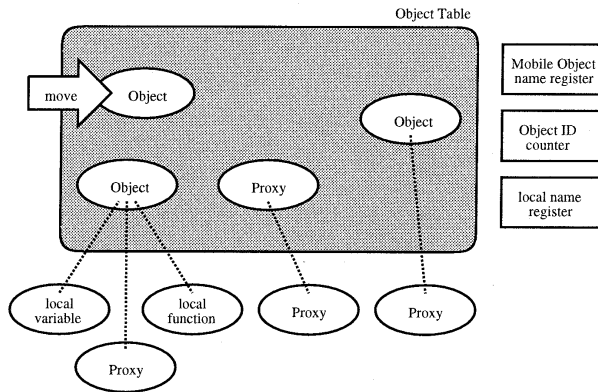 Object Table
move
Object
Object
Object
Proxy
Mobile Object
name register
Object ID
counter
local name
register
local
variable
local
function
Proxy
Proxy
Proxy